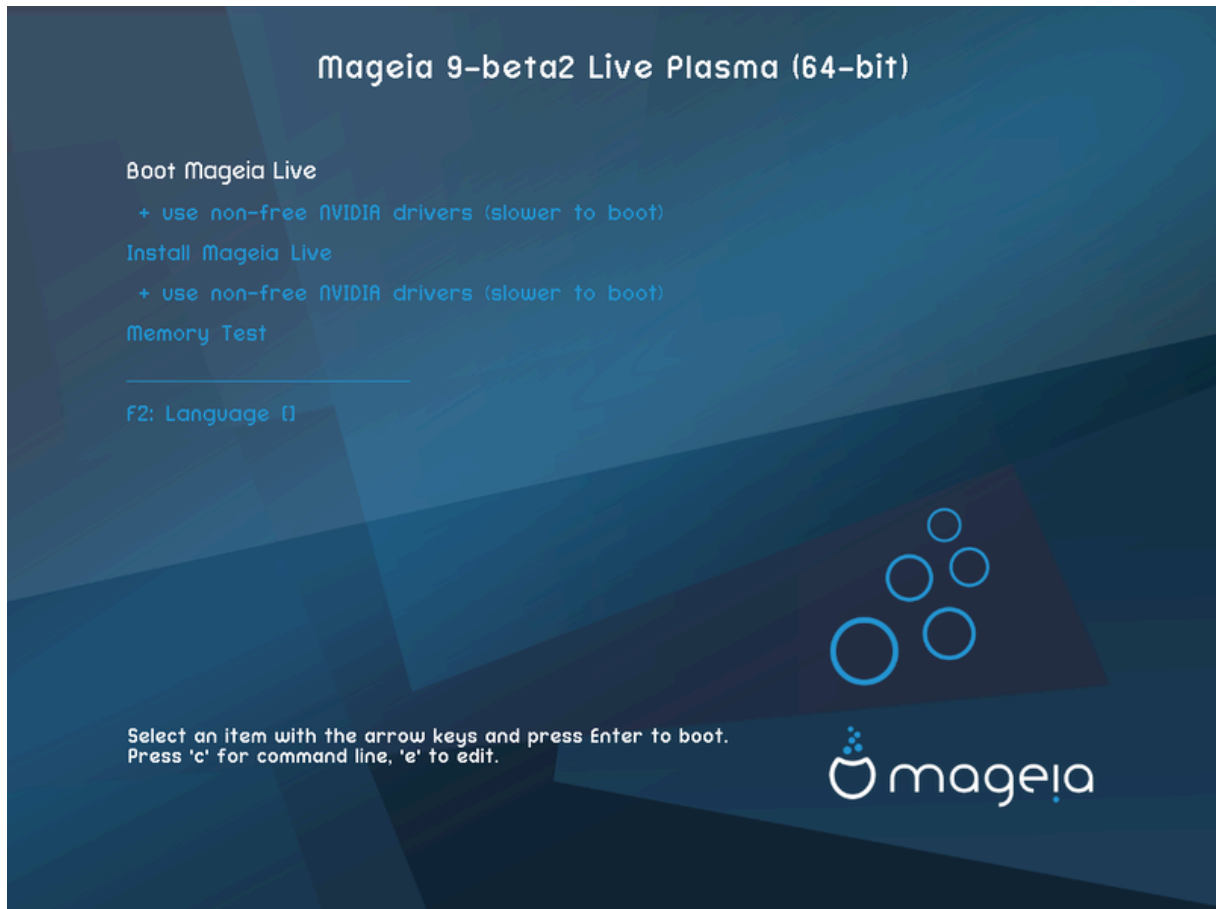 Mageia 9-beta2 Live Plasma (64-bit)
Boot Mageia Live
+ use non-free NVIDIA drivers (slower to boot)
Install Mageia Live
+ use non-free NVIDIA drivers (slower to boot)
Memory Test
F2: Language []
Select an item with the arrow keys and press Enter to boot.
Press 'c' for command line, 'e' to edit.
mageia